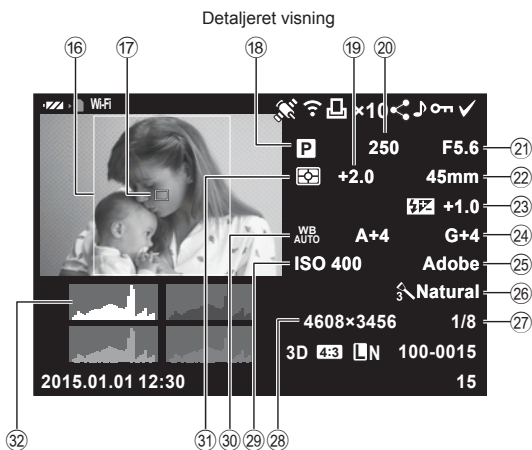 Detaljeret visning
⑯ ⑰ ⑱ ⑲ ⑳
Wi-Fi ×10
P 250 F5.6 ㉑
+2.0 45mm ㉒
+1.0 ㉓
WB AUTO A+4 G+4 ㉔
ISO 400 Adobe ㉕
3 Natural ㉖
4608×3456 1/8 ㉗
3D 4:3 LN 100-0015
2015.01.01 12:30 15
㉜ ㉛ ㉚ ㉙ ㉘